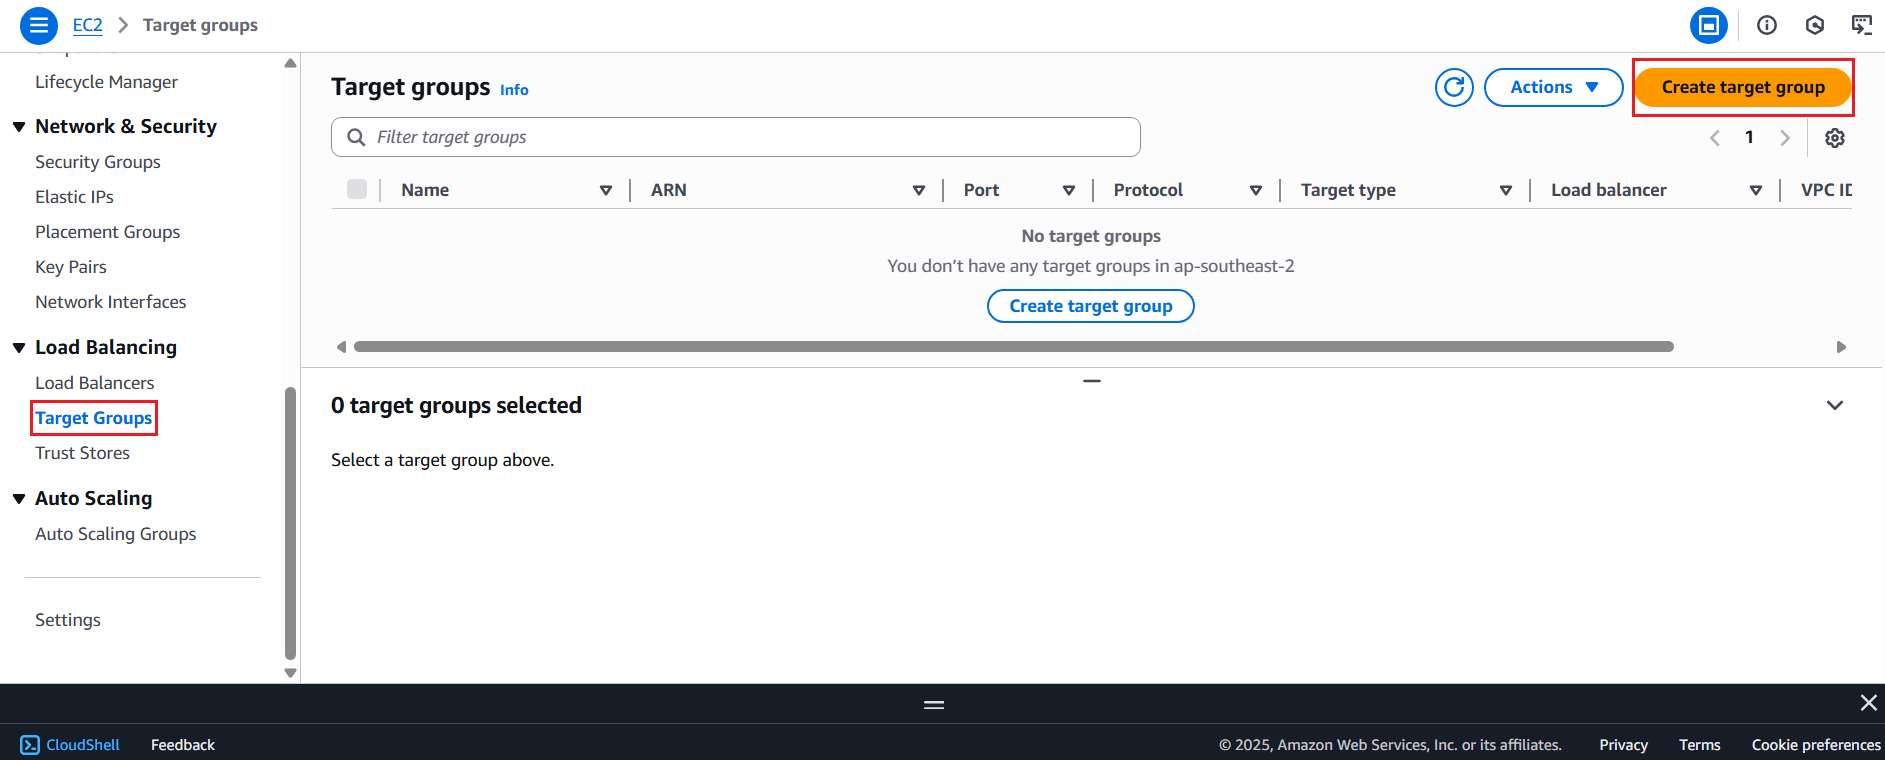 EC2 > Target groups
Lifecycle Manager
Network & Security
Security Groups
Elastic IPs
Placement Groups
Key Pairs
Network Interfaces
Load Balancing
Load Balancers
Target Groups
Trust Stores
Auto Scaling
Auto Scaling Groups
Settings
Target groups Info
Actions
Create target group
Filter target groups
1
Name ARN Port Protocol Target type Load balancer VPC ID
No target groups
You don’t have any target groups in ap-southeast-2
Create target group
0 target groups selected
Select a target group above.
CloudShell Feedback © 2025, Amazon Web Services, Inc. or its affiliates. Privacy Terms Cookie preferences